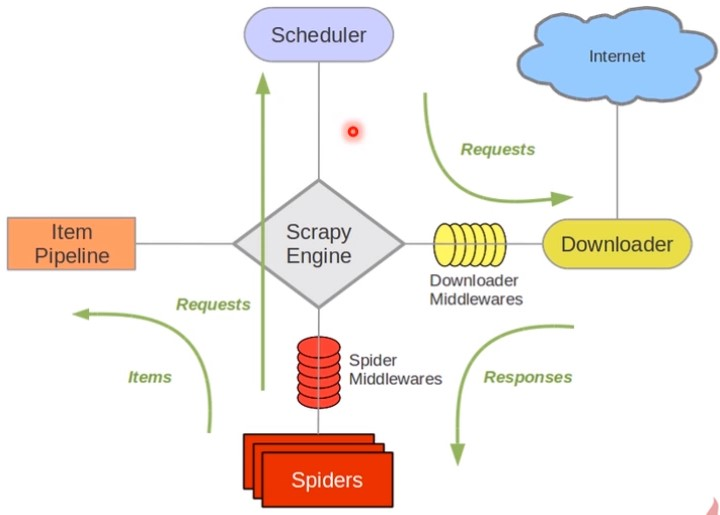 Scheduler
Internet
Requests
Item
Pipeline
Scrapy
Engine
Downloader
Downloader
Middlewares
Requests
Items
Spider
Middlewares
Responses
Spiders